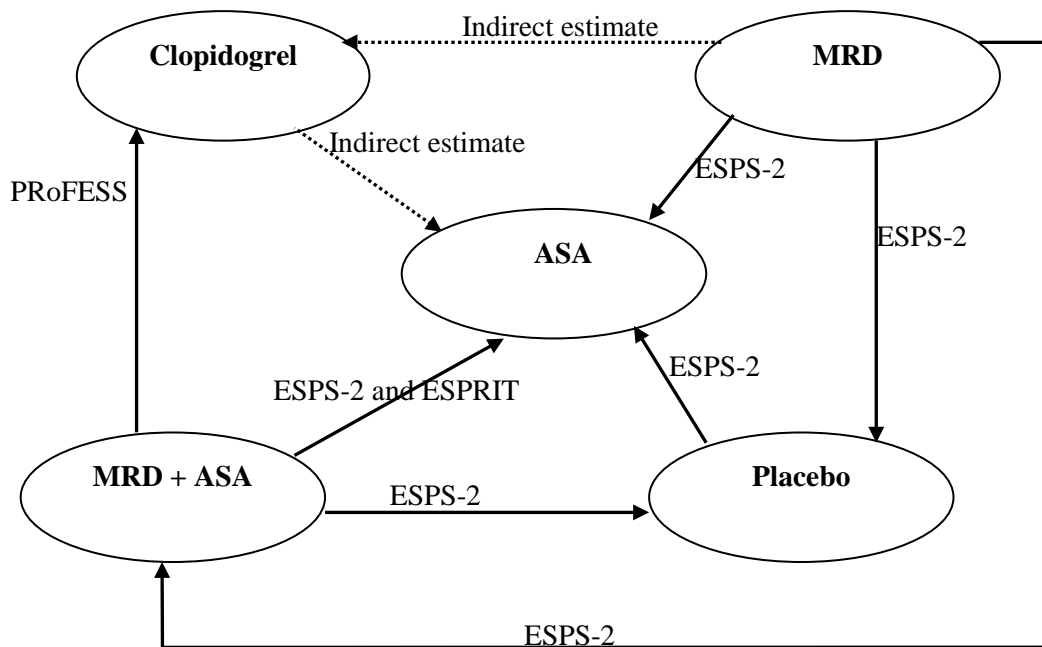 Indirect estimate
Clopidogrel
MRD
Indirect estimate
ESPS-2
PRoFESS
ESPS-2
ASA
ESPS-2
ESPS-2 and ESPRIT
MRD + ASA
Placebo
ESPS-2
ESPS-2